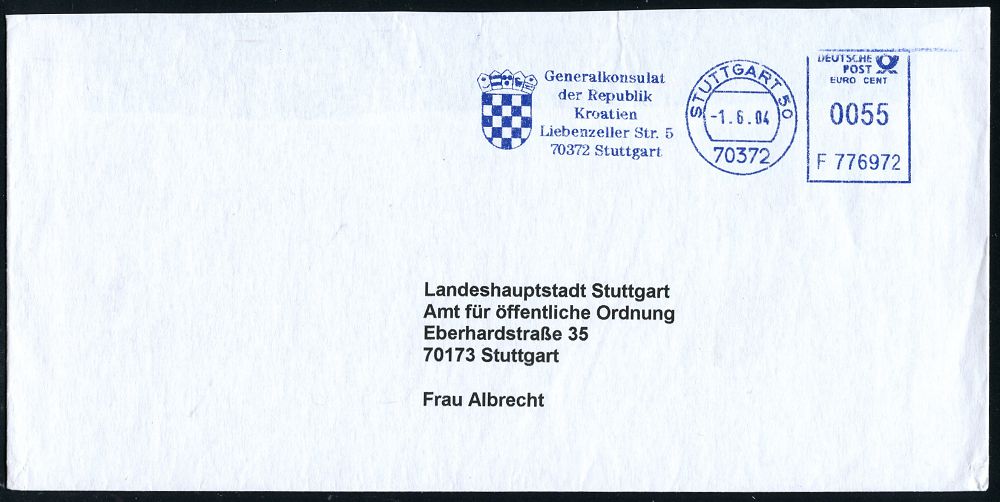 Generalkonsulat
der Republik
Kroatien
Liebenzeller Str. 5
70372 Stuttgart
STUTTGART 50
-1.6.04
70372
DEUTSCHE
POST
EURO CENT
0055
F 776972
Landeshauptstadt Stuttgart
Amt für öffentliche Ordnung
Eberhardstraße 35
70173 Stuttgart
Frau Albrecht